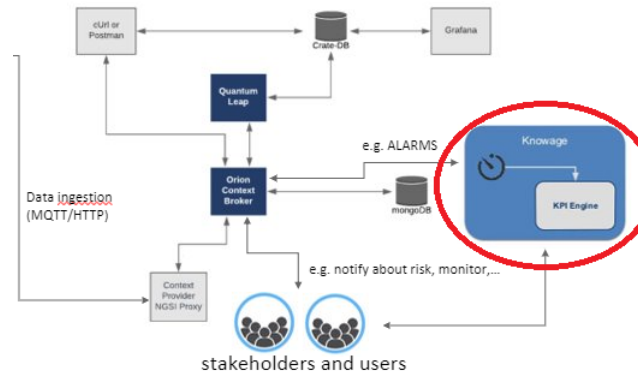 cUrl or
Postman
Crate-DB
Grafana
Quantum
Leap
e.g. ALARMS
Knowage
KPI Engine
Orion
Context
Broker
mongoDB
Data ingestion
(MQTT/HTTP)
e.g. notify about risk, monitor,...
Context
Provider
NGSI Proxy
stakeholders and users